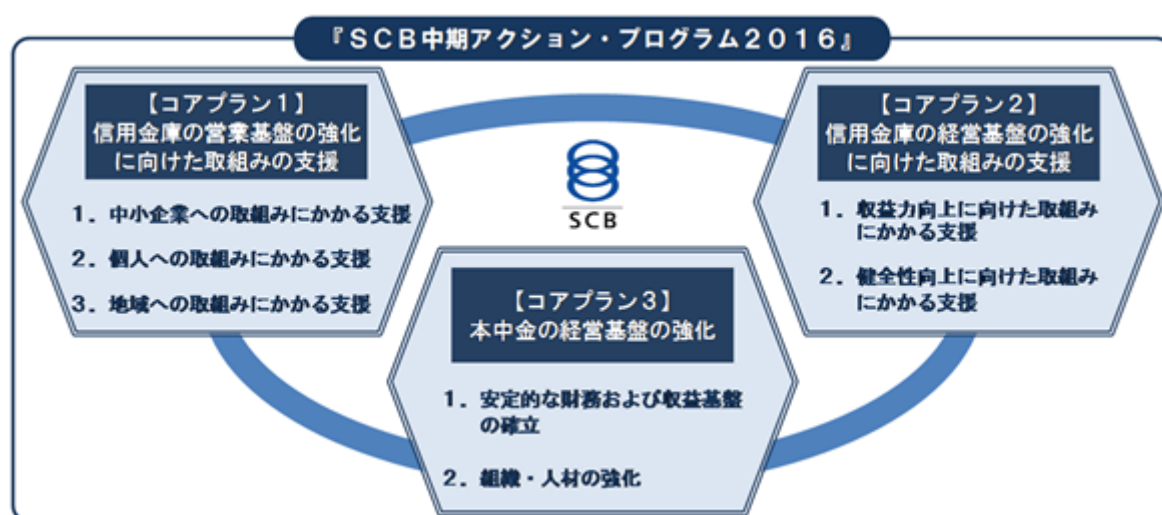 『ＳＣＢ中期アクション・プログラム２０１６』
【コアプラン１】
信用金庫の営業基盤の強化
に向けた取組みの支援
１．中小企業への取組みにかかる支援
２．個人への取組みにかかる支援
３．地域への取組みにかかる支援
SCB
【コアプラン２】
信用金庫の経営基盤の強化
に向けた取組みの支援
１．収益力向上に向けた取組み
にかかる支援
２．健全性向上に向けた取組み
にかかる支援
【コアプラン３】
本中金の経営基盤の強化
１．安定的な財務および収益基盤
の確立
２．組織・人材の強化